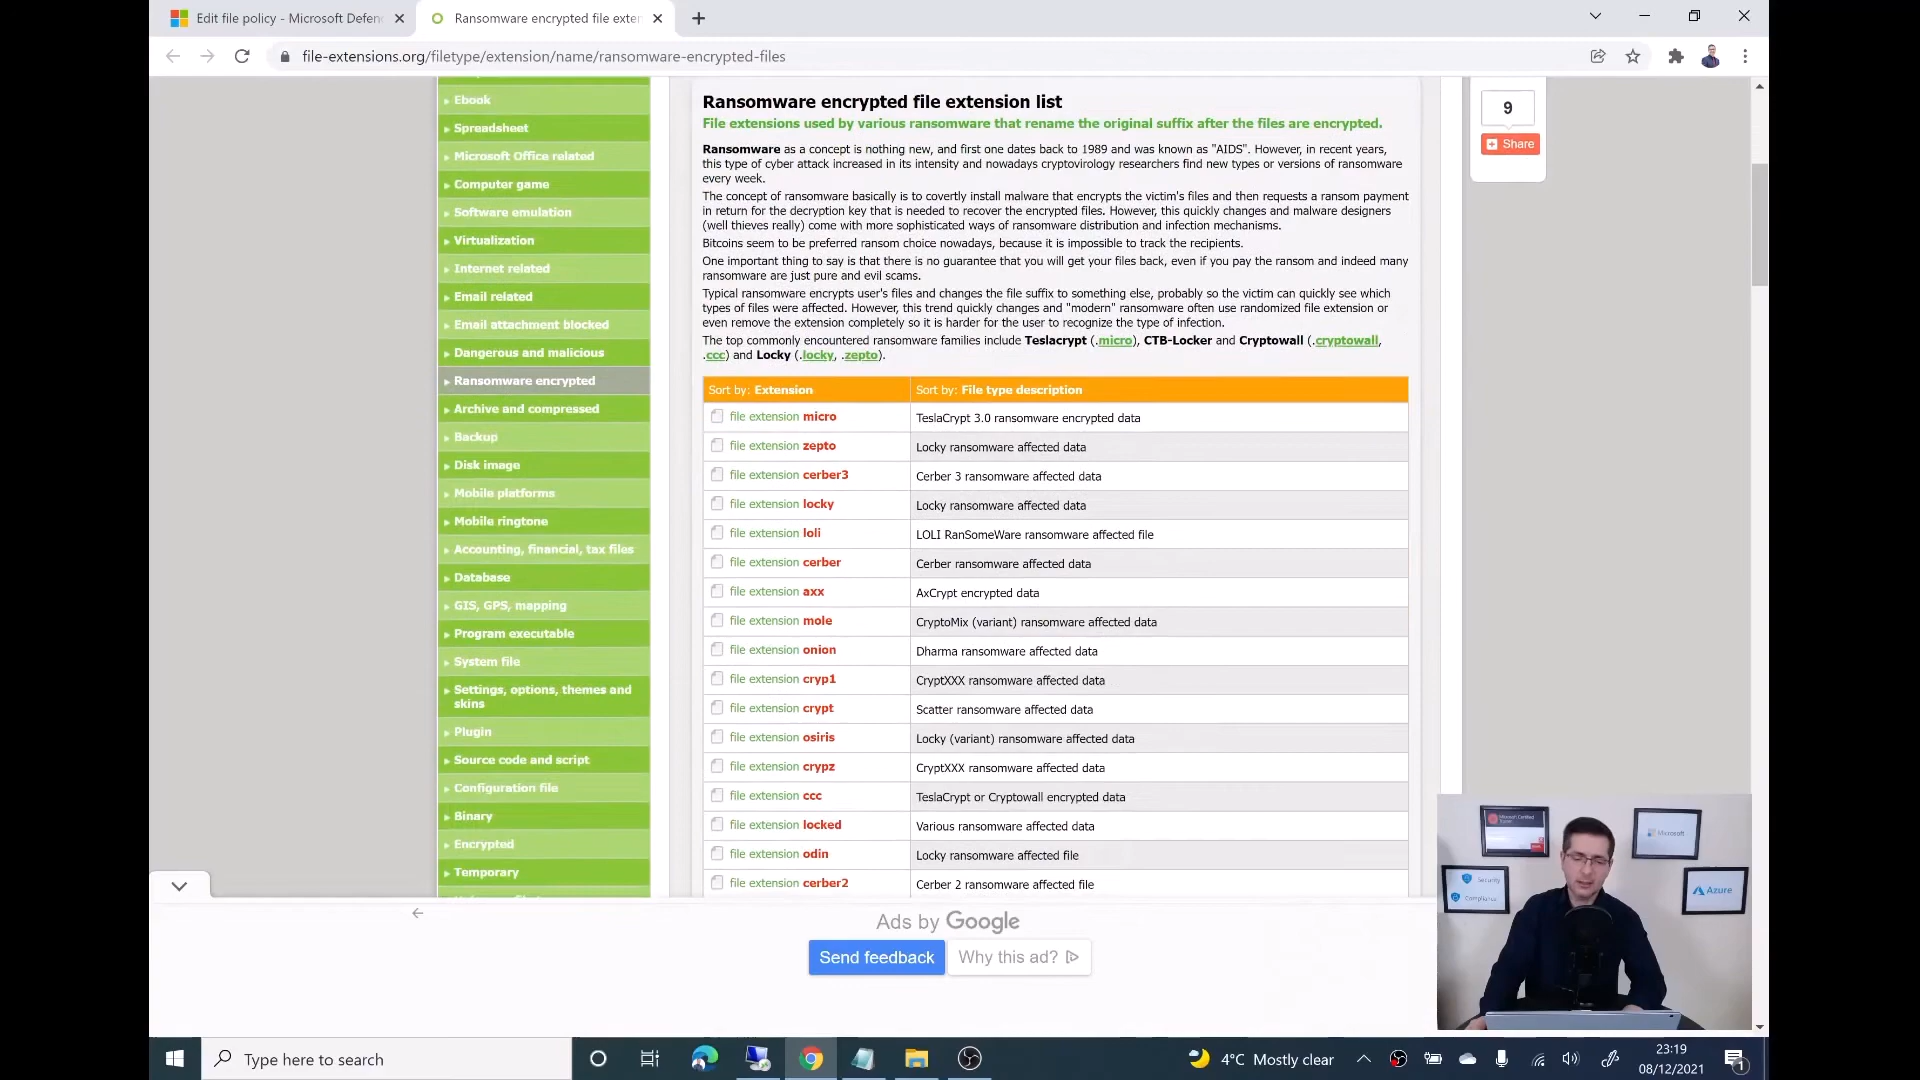 Edit file policy - Microsoft Defen
Ransomware encrypted file exten
file-extensions.org/filetype/extension/name/ransomware-encrypted-files
Ebook
Spreadsheet
Microsoft Office related
Computer game
Software emulation
Virtualization
Internet related
Email related
Email attachment blocked
Dangerous and malicious
Ransomware encrypted
Archive and compressed
Backup
Disk image
Mobile platforms
Mobile ringtone
Accounting, financial, tax files
Database
GIS, GPS, mapping
Program executable
System file
Settings, options, themes and
skins
Plugin
Source code and script
Configuration file
Binary
Encrypted
Temporary
Ransomware encrypted file extension list
File extensions used by various ransomware that rename the original suffix after the files are encrypted.
Ransomware as a concept is nothing new, and first one dates back to 1989 and was known as "AIDS". However, in recent years,
this type of cyber attack increased in its intensity and nowadays cryptovirology researchers find new types or versions of ransomware
every week.
The concept of ransomware basically is to covertly install malware that encrypts the victim's files and then requests a ransom payment
in return for the decryption key that is needed to recover the encrypted files. However, this quickly changes and malware designers
(well thieves really) come with more sophisticated ways of ransomware distribution and infection mechanisms.
Bitcoins seem to be preferred ransom choice nowadays, because it is impossible to track the recipients.
One important thing to say is that there is no guarantee that you will get your files back, even if you pay the ransom and indeed many
ransomware are just pure and evil scams.
Typical ransomware encrypts user's files and changes the file suffix to something else, probably so the victim can quickly see which
types of files were affected. However, this trend quickly changes and "modern" ransomware often use randomized file extension or
even remove the extension completely so it is harder for the user to recognize the type of infection.
The top commonly encountered ransomware families include Teslacrypt (.micro), CTB-Locker and Cryptowall (.cryptowall,
.ccc) and Locky (.locky, .zepto).
Sort by: Extension Sort by: File type description
file extension micro TeslaCrypt 3.0 ransomware encrypted data
file extension zepto Locky ransomware affected data
file extension cerber3 Cerber 3 ransomware affected data
file extension locky Locky ransomware affected data
file extension loli LOLI RanSomeWare ransomware affected file
file extension cerber Cerber ransomware affected data
file extension axx AxCrypt encrypted data
file extension mole CryptoMix (variant) ransomware affected data
file extension onion Dharma ransomware affected data
file extension cryp1 CryptXXX ransomware affected data
file extension crypt Scatter ransomware affected data
file extension osiris Locky (variant) ransomware affected data
file extension crypz CryptXXX ransomware affected data
file extension ccc TeslaCrypt or Cryptowall encrypted data
file extension locked Various ransomware affected data
file extension odin Locky ransomware affected file
file extension cerber2 Cerber 2 ransomware affected file
9
Share
Ads by Google
Send feedback
Why this ad?
Microsoft Certified
Microsoft
Security
Compliance
Azure
Type here to search
4°C Mostly clear
23:19
08/12/2021
1